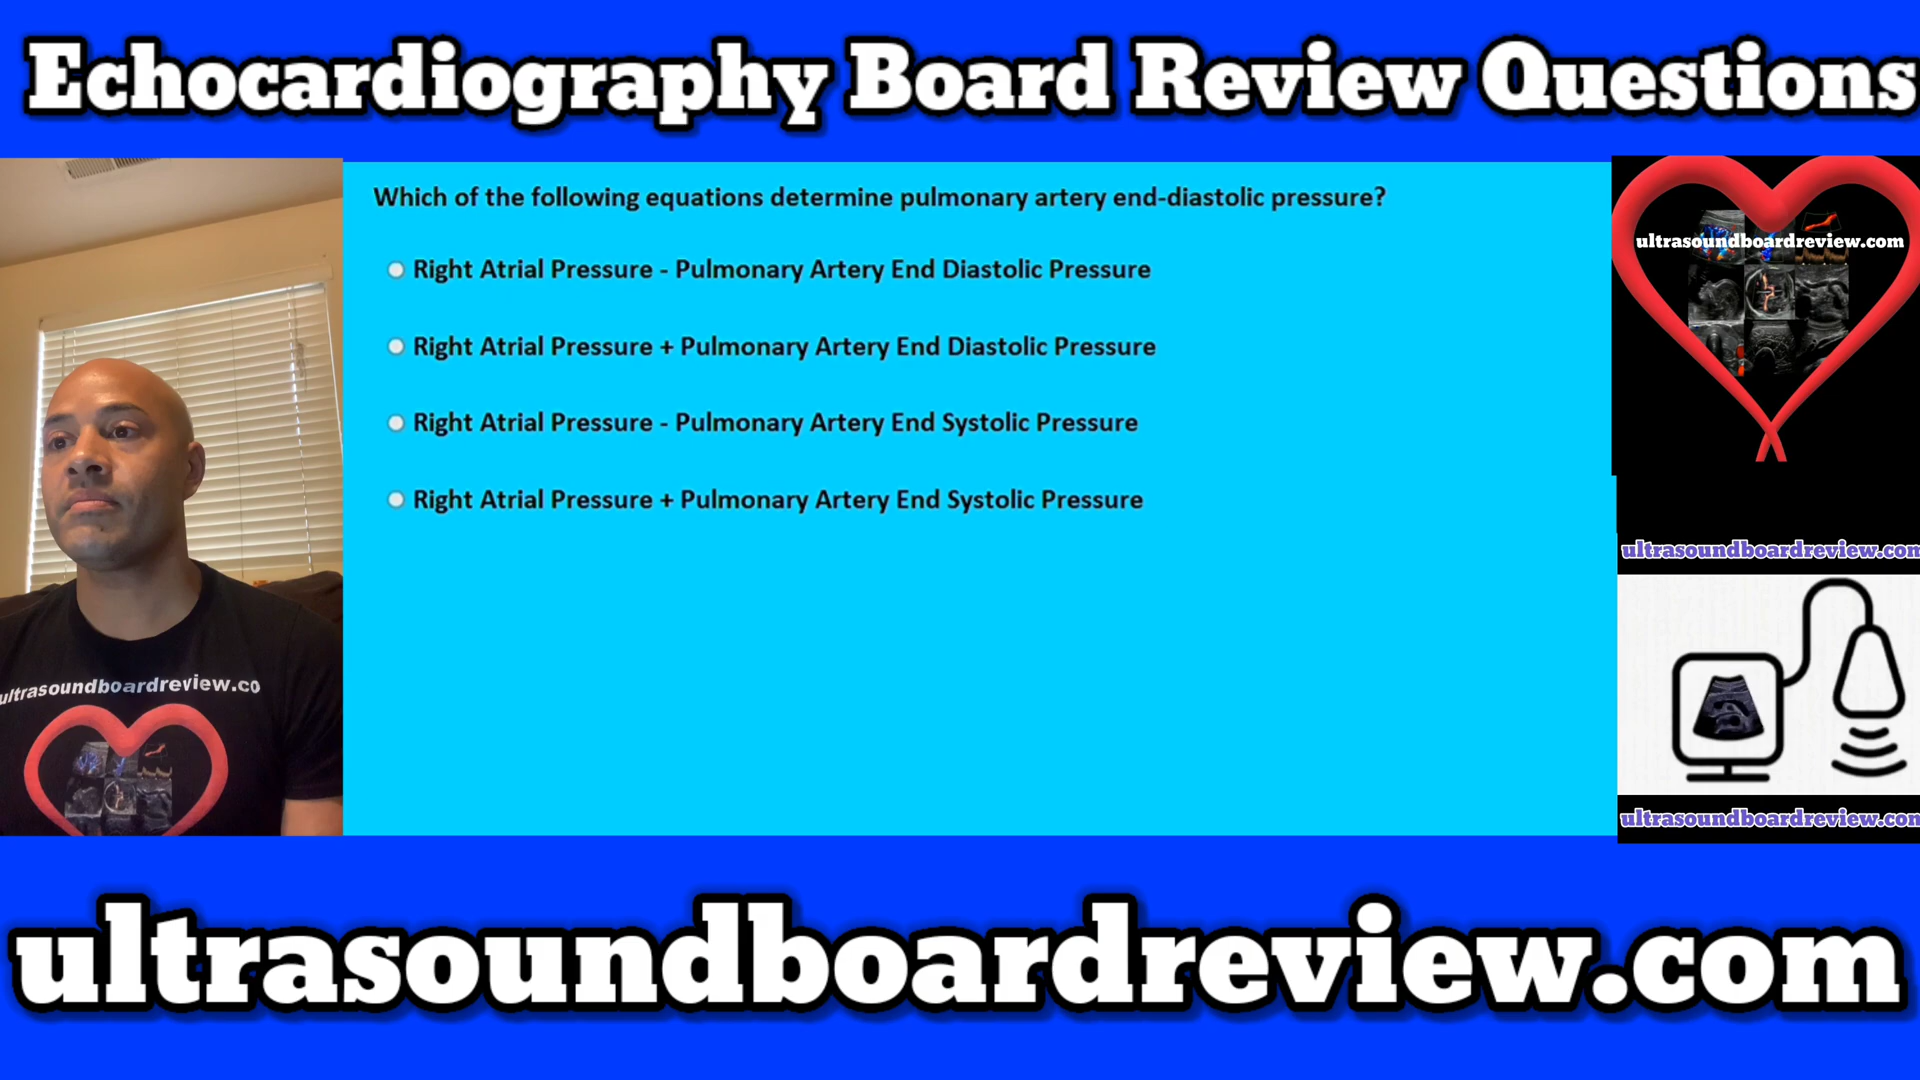 Echocardiography Board Review Questions
Which of the following equations determine pulmonary artery end-diastolic pressure?
Right Atrial Pressure - Pulmonary Artery End Diastolic Pressure
Right Atrial Pressure + Pulmonary Artery End Diastolic Pressure
Right Atrial Pressure - Pulmonary Artery End Systolic Pressure
Right Atrial Pressure + Pulmonary Artery End Systolic Pressure
ultrasoundboardreview.com
ultrasoundboardreview.com
ultrasoundboardreview.com
ultrasoundboardreview.co
ultrasoundboardreview.com